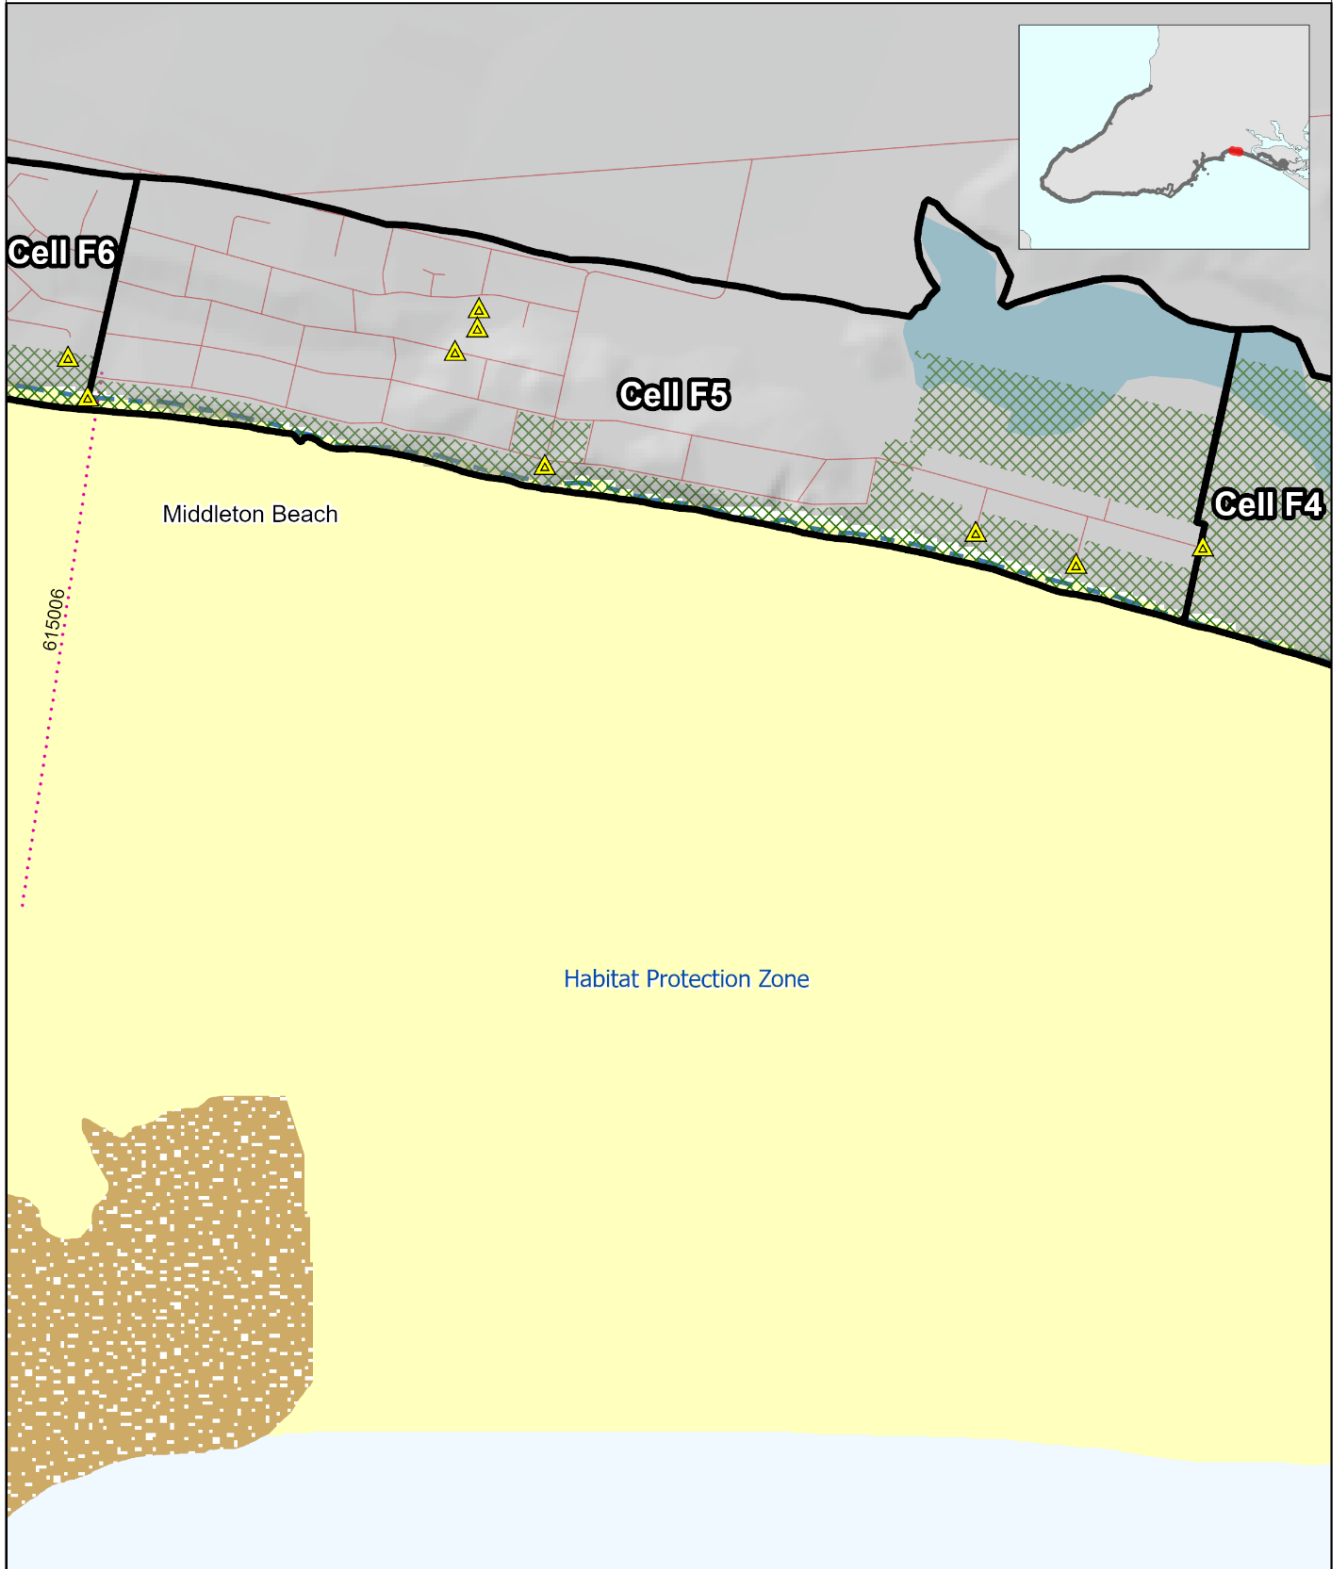 Cell F6
Cell F5
Cell F4
Middleton Beach
615006
Habitat Protection Zone